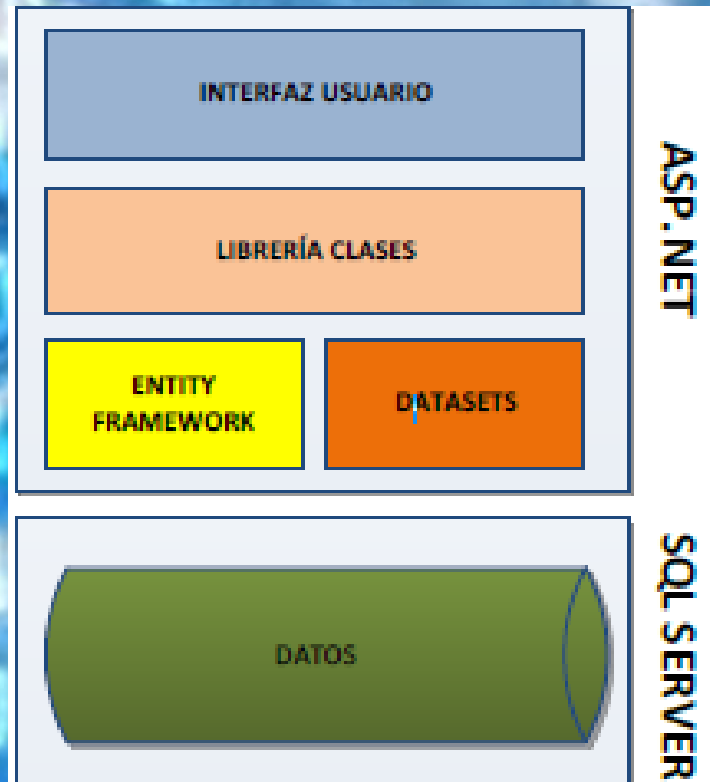 INTERFAZ USUARIO
LIBRERÍA CLASES
ENTITY
FRAMEWORK
DATASETS
ASP.NET
DATOS
SQL SERVER